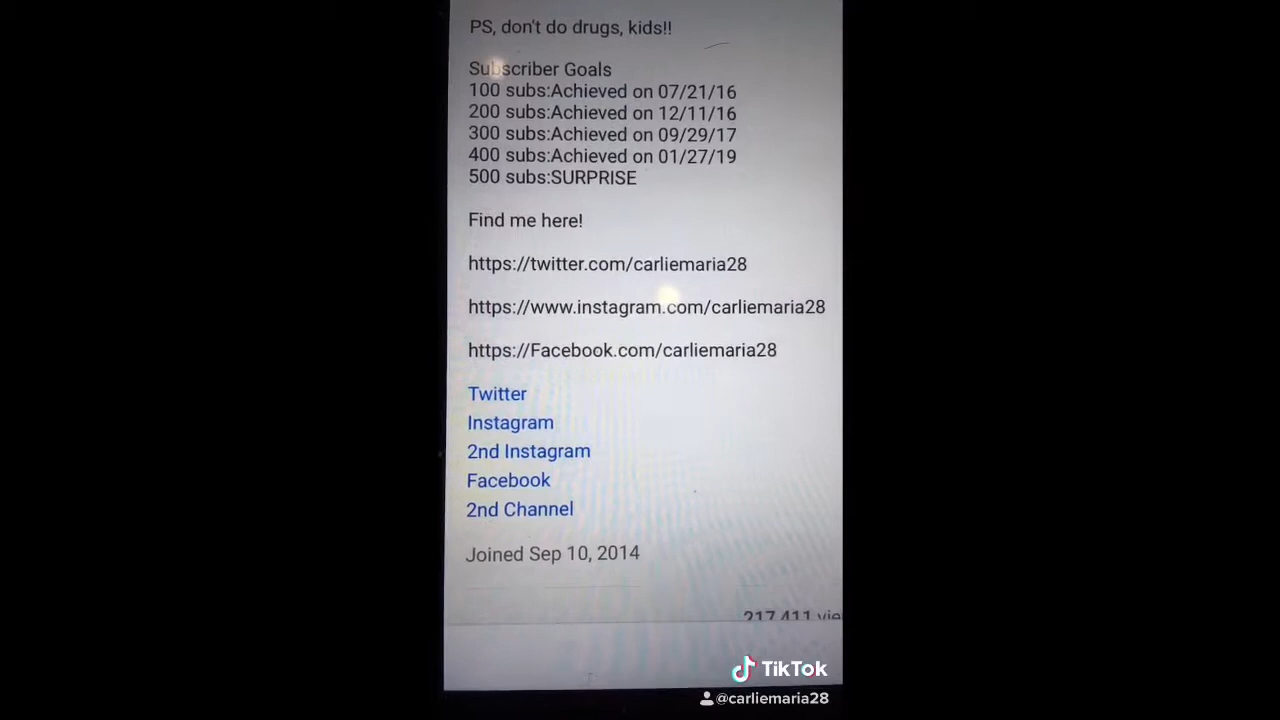 PS, don't do drugs, kids!!
Subscriber Goals
100 subs:Achieved on 07/21/16
200 subs:Achieved on 12/11/16
300 subs:Achieved on 09/29/17
400 subs:Achieved on 01/27/19
500 subs:SURPRISE
Find me here!
https://twitter.com/carliemaria28
https://www.instagram.com/carliemaria28
https://Facebook.com/carliemaria28
Twitter
Instagram
2nd Instagram
Facebook
2nd Channel
Joined Sep 10, 2014
217,411
TikTok
@carliemaria28